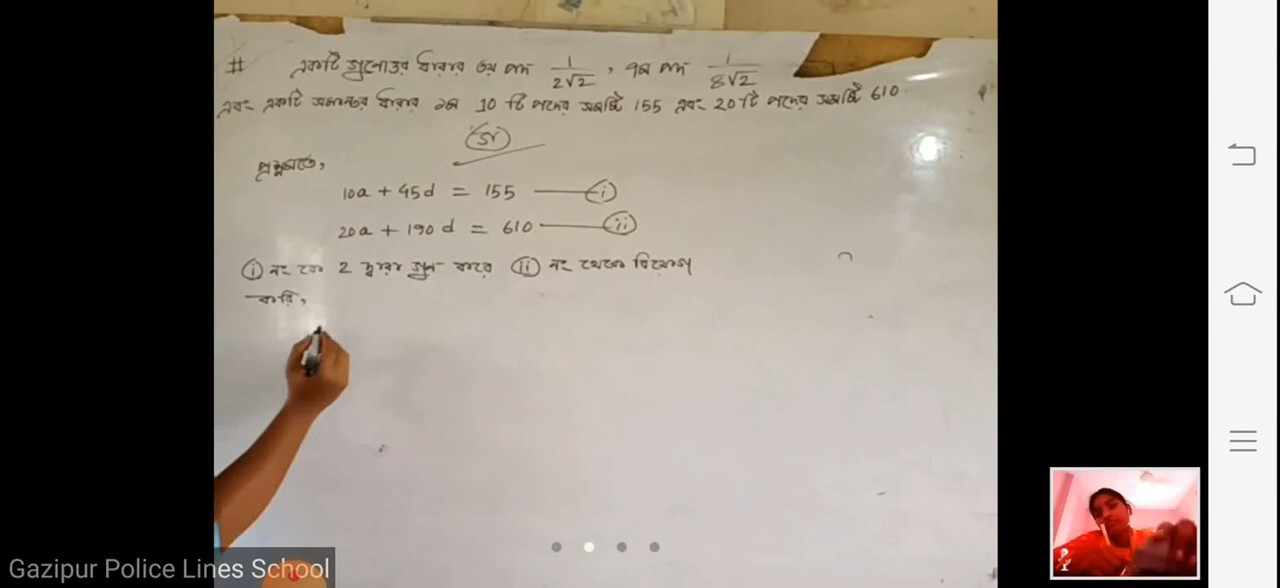 # একটি গুনোত্তর ধারার ৩য় পদ 1/2√2, ৭ম পদ 1/8√2
এবং একটি সমান্তর ধারার ১ম 10 টি পদের সমষ্টি 155 এবং 20 টি পদের সমষ্টি 610.
প্রশ্নমতে,
10a + 45d = 155 (i)
20a + 190d = 610 (ii)
(i) নং কে 2 দ্বারা গুন করে (ii) নং থেকে বিয়োগ
করি,
Gazipur Police Lines School